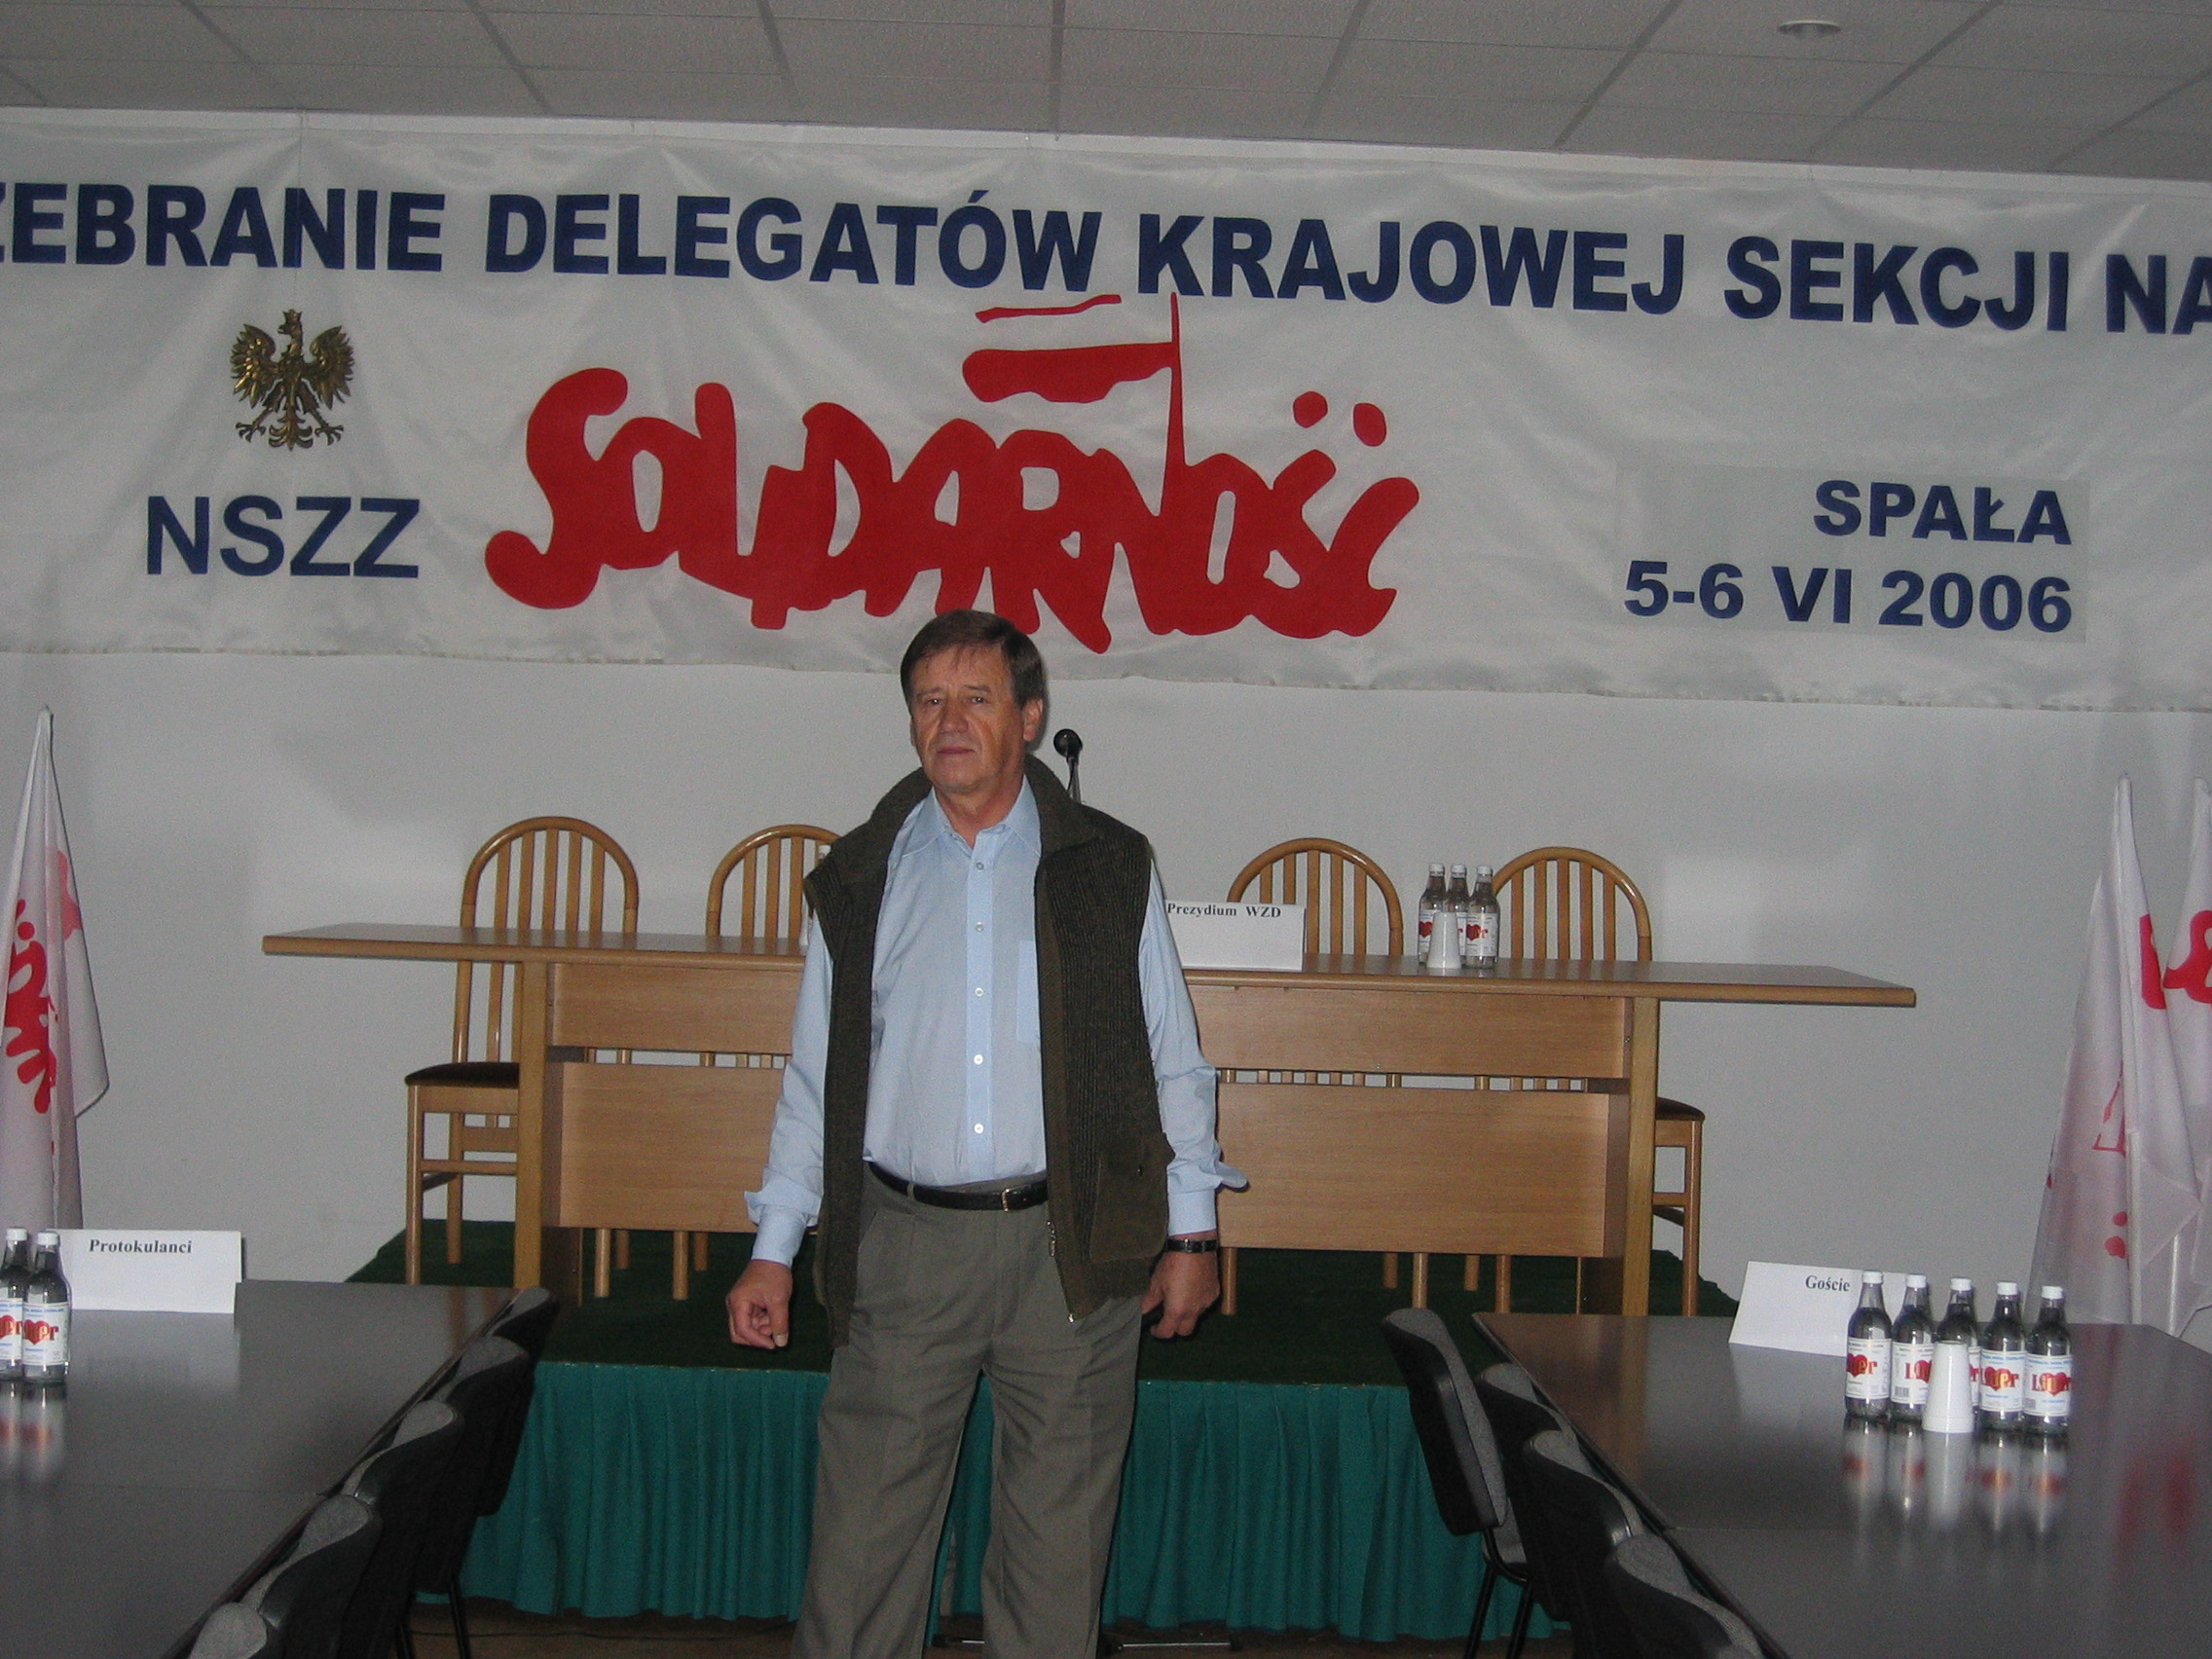 ZEBRANIE DELEGATÓW KRAJOWEJ SEKCJI NA
NSZZ
SOLIDARNOŚĆ
SPAŁA
5-6 VI 2006
Prezydium WZD
Protokulanci
Goście